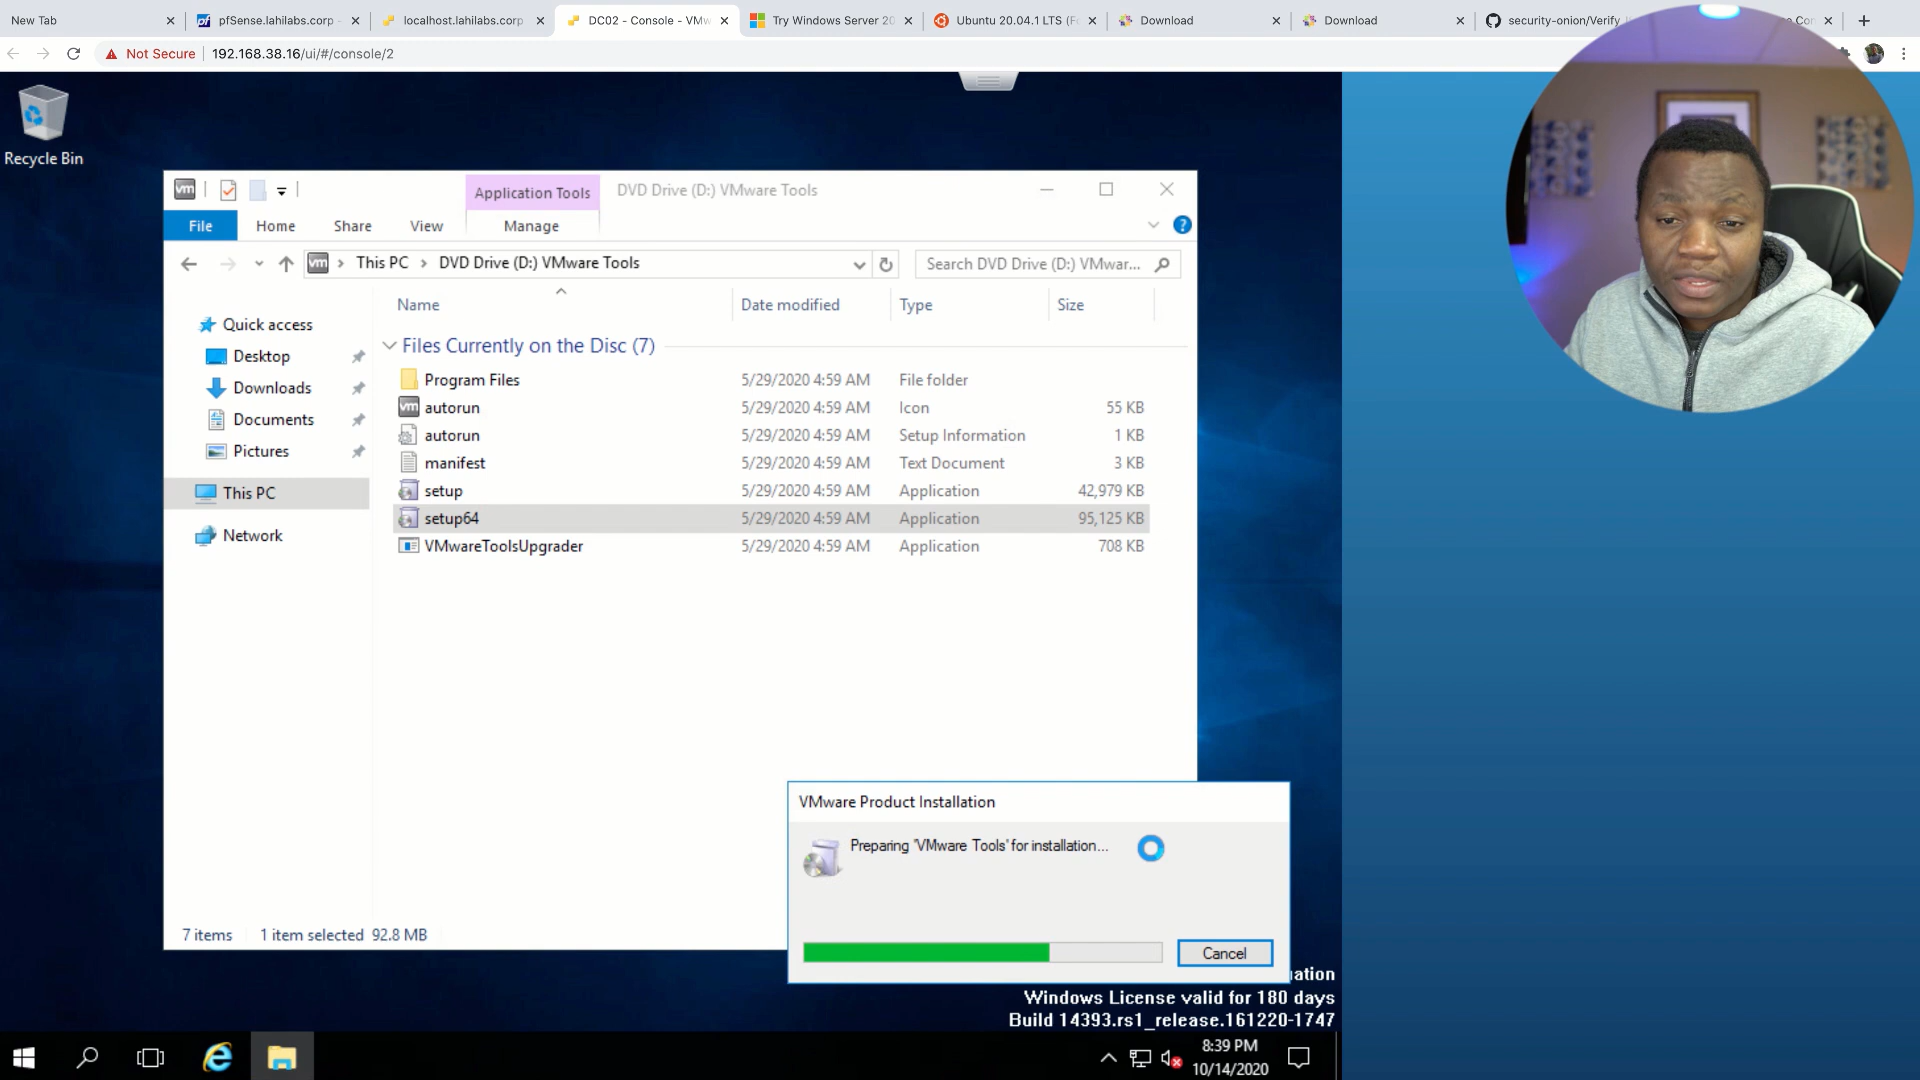 New Tab
pfSense.lahilabs.corp -
localhost.lahilabs.corp
DC02 - Console - VMw
Try Windows Server 20
Ubuntu 20.04.1 LTS (Fo
Download
Download
security-onion/Verify
Not Secure
192.168.38.16/ui/#/console/2
Recycle Bin
vm
Application Tools
DVD Drive (D:) VMware Tools
File
Home
Share
View
Manage
?
vm
This PC
DVD Drive (D:) VMware Tools
Search DVD Drive (D:) VMwar...
Name
Date modified
Type
Size
Quick access
Desktop
Downloads
Documents
Pictures
This PC
Network
Files Currently on the Disc (7)
Program Files 5/29/2020 4:59 AM File folder
vm autorun 5/29/2020 4:59 AM Icon 55 KB
autorun 5/29/2020 4:59 AM Setup Information 1 KB
manifest 5/29/2020 4:59 AM Text Document 3 KB
setup 5/29/2020 4:59 AM Application 42,979 KB
setup64 5/29/2020 4:59 AM Application 95,125 KB
VMwareToolsUpgrader 5/29/2020 4:59 AM Application 708 KB
7 items 1 item selected 92.8 MB
VMware Product Installation
Preparing 'VMware Tools' for installation...
Cancel
uation
Windows License valid for 180 days
Build 14393.rs1_release.161220-1747
8:39 PM
10/14/2020